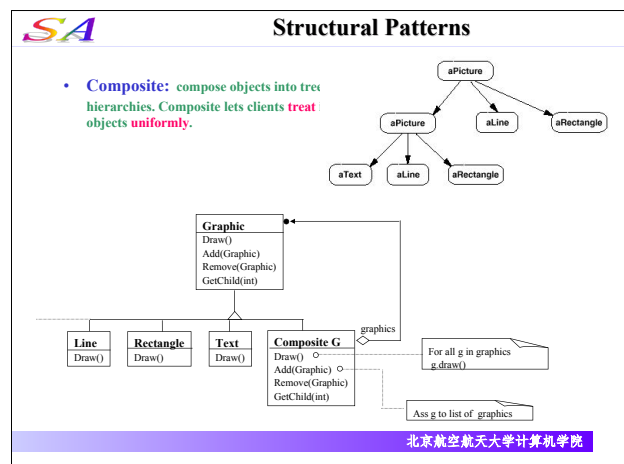 SA
Structural Patterns
• Composite: compose objects into tree
hierarchies. Composite lets clients treat
objects uniformly.
aPicture
aPicture
aLine
aRectangle
aText
aLine
aRectangle
Graphic
Draw()
Add(Graphic)
Remove(Graphic)
GetChild(int)
graphics
Line
Draw()
Rectangle
Draw()
Text
Draw()
Composite G
Draw()
Add(Graphic)
Remove(Graphic)
GetChild(int)
For all g in graphics
g.draw()
Ass g to list of graphics
北京航空航天大学计算机学院